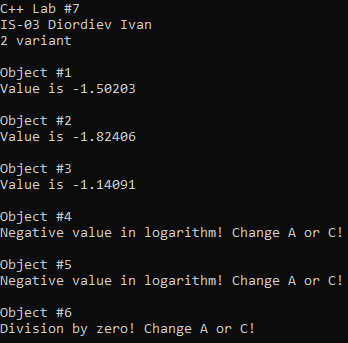 C++ Lab #7
IS-03 Diordiev Ivan
2 variant
Object #1
Value is -1.50203
Object #2
Value is -1.82406
Object #3
Value is -1.14091
Object #4
Negative value in logarithm! Change A or C!
Object #5
Negative value in logarithm! Change A or C!
Object #6
Division by zero! Change A or C!